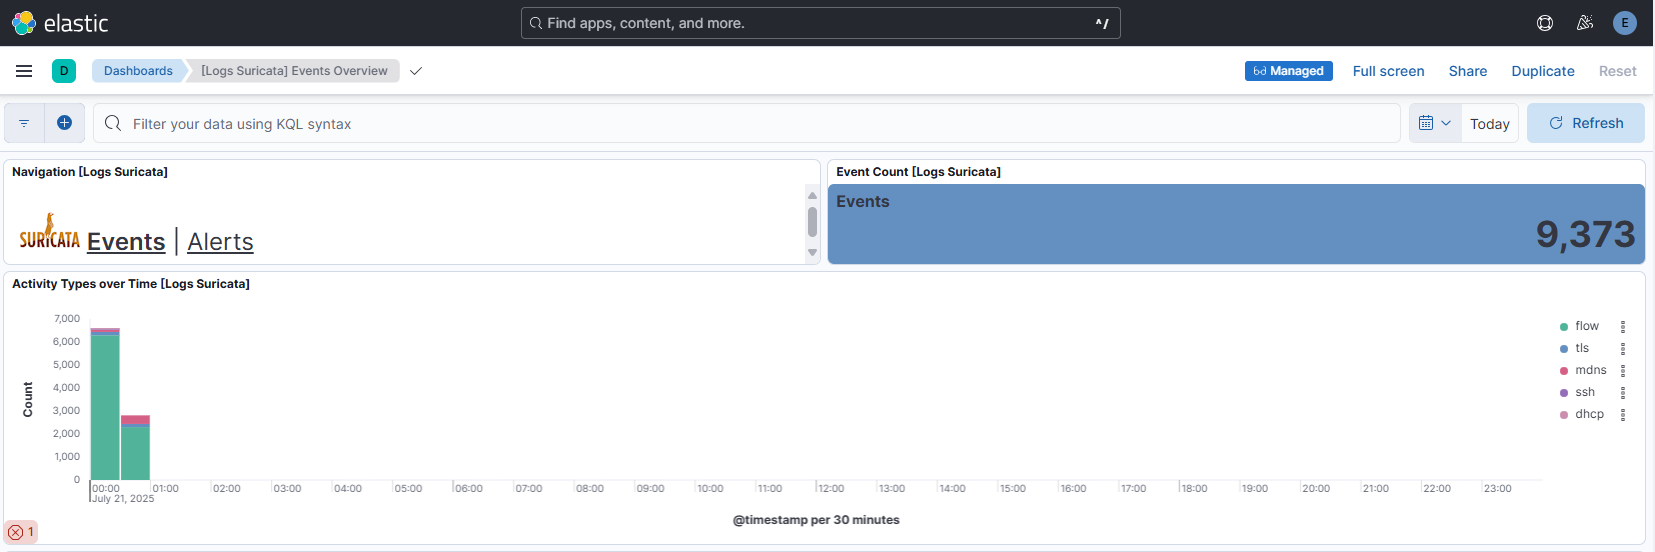 elastic
Find apps, content, and more.
^/
E
D
Dashboards
[Logs Suricata] Events Overview
Managed
Full screen
Share
Duplicate
Reset
Filter your data using KQL syntax
Today
Refresh
Navigation [Logs Suricata]
SURICATA Events | Alerts
Event Count [Logs Suricata]
Events
9,373
Activity Types over Time [Logs Suricata]
7,000
6,000
5,000
4,000
3,000
2,000
1,000
0
Count
00:00 01:00 02:00 03:00 04:00 05:00 06:00 07:00 08:00 09:00 10:00 11:00 12:00 13:00 14:00 15:00 16:00 17:00 18:00 19:00 20:00 21:00 22:00 23:00
July 21, 2025
@timestamp per 30 minutes
flow
tls
mdns
ssh
dhcp
1